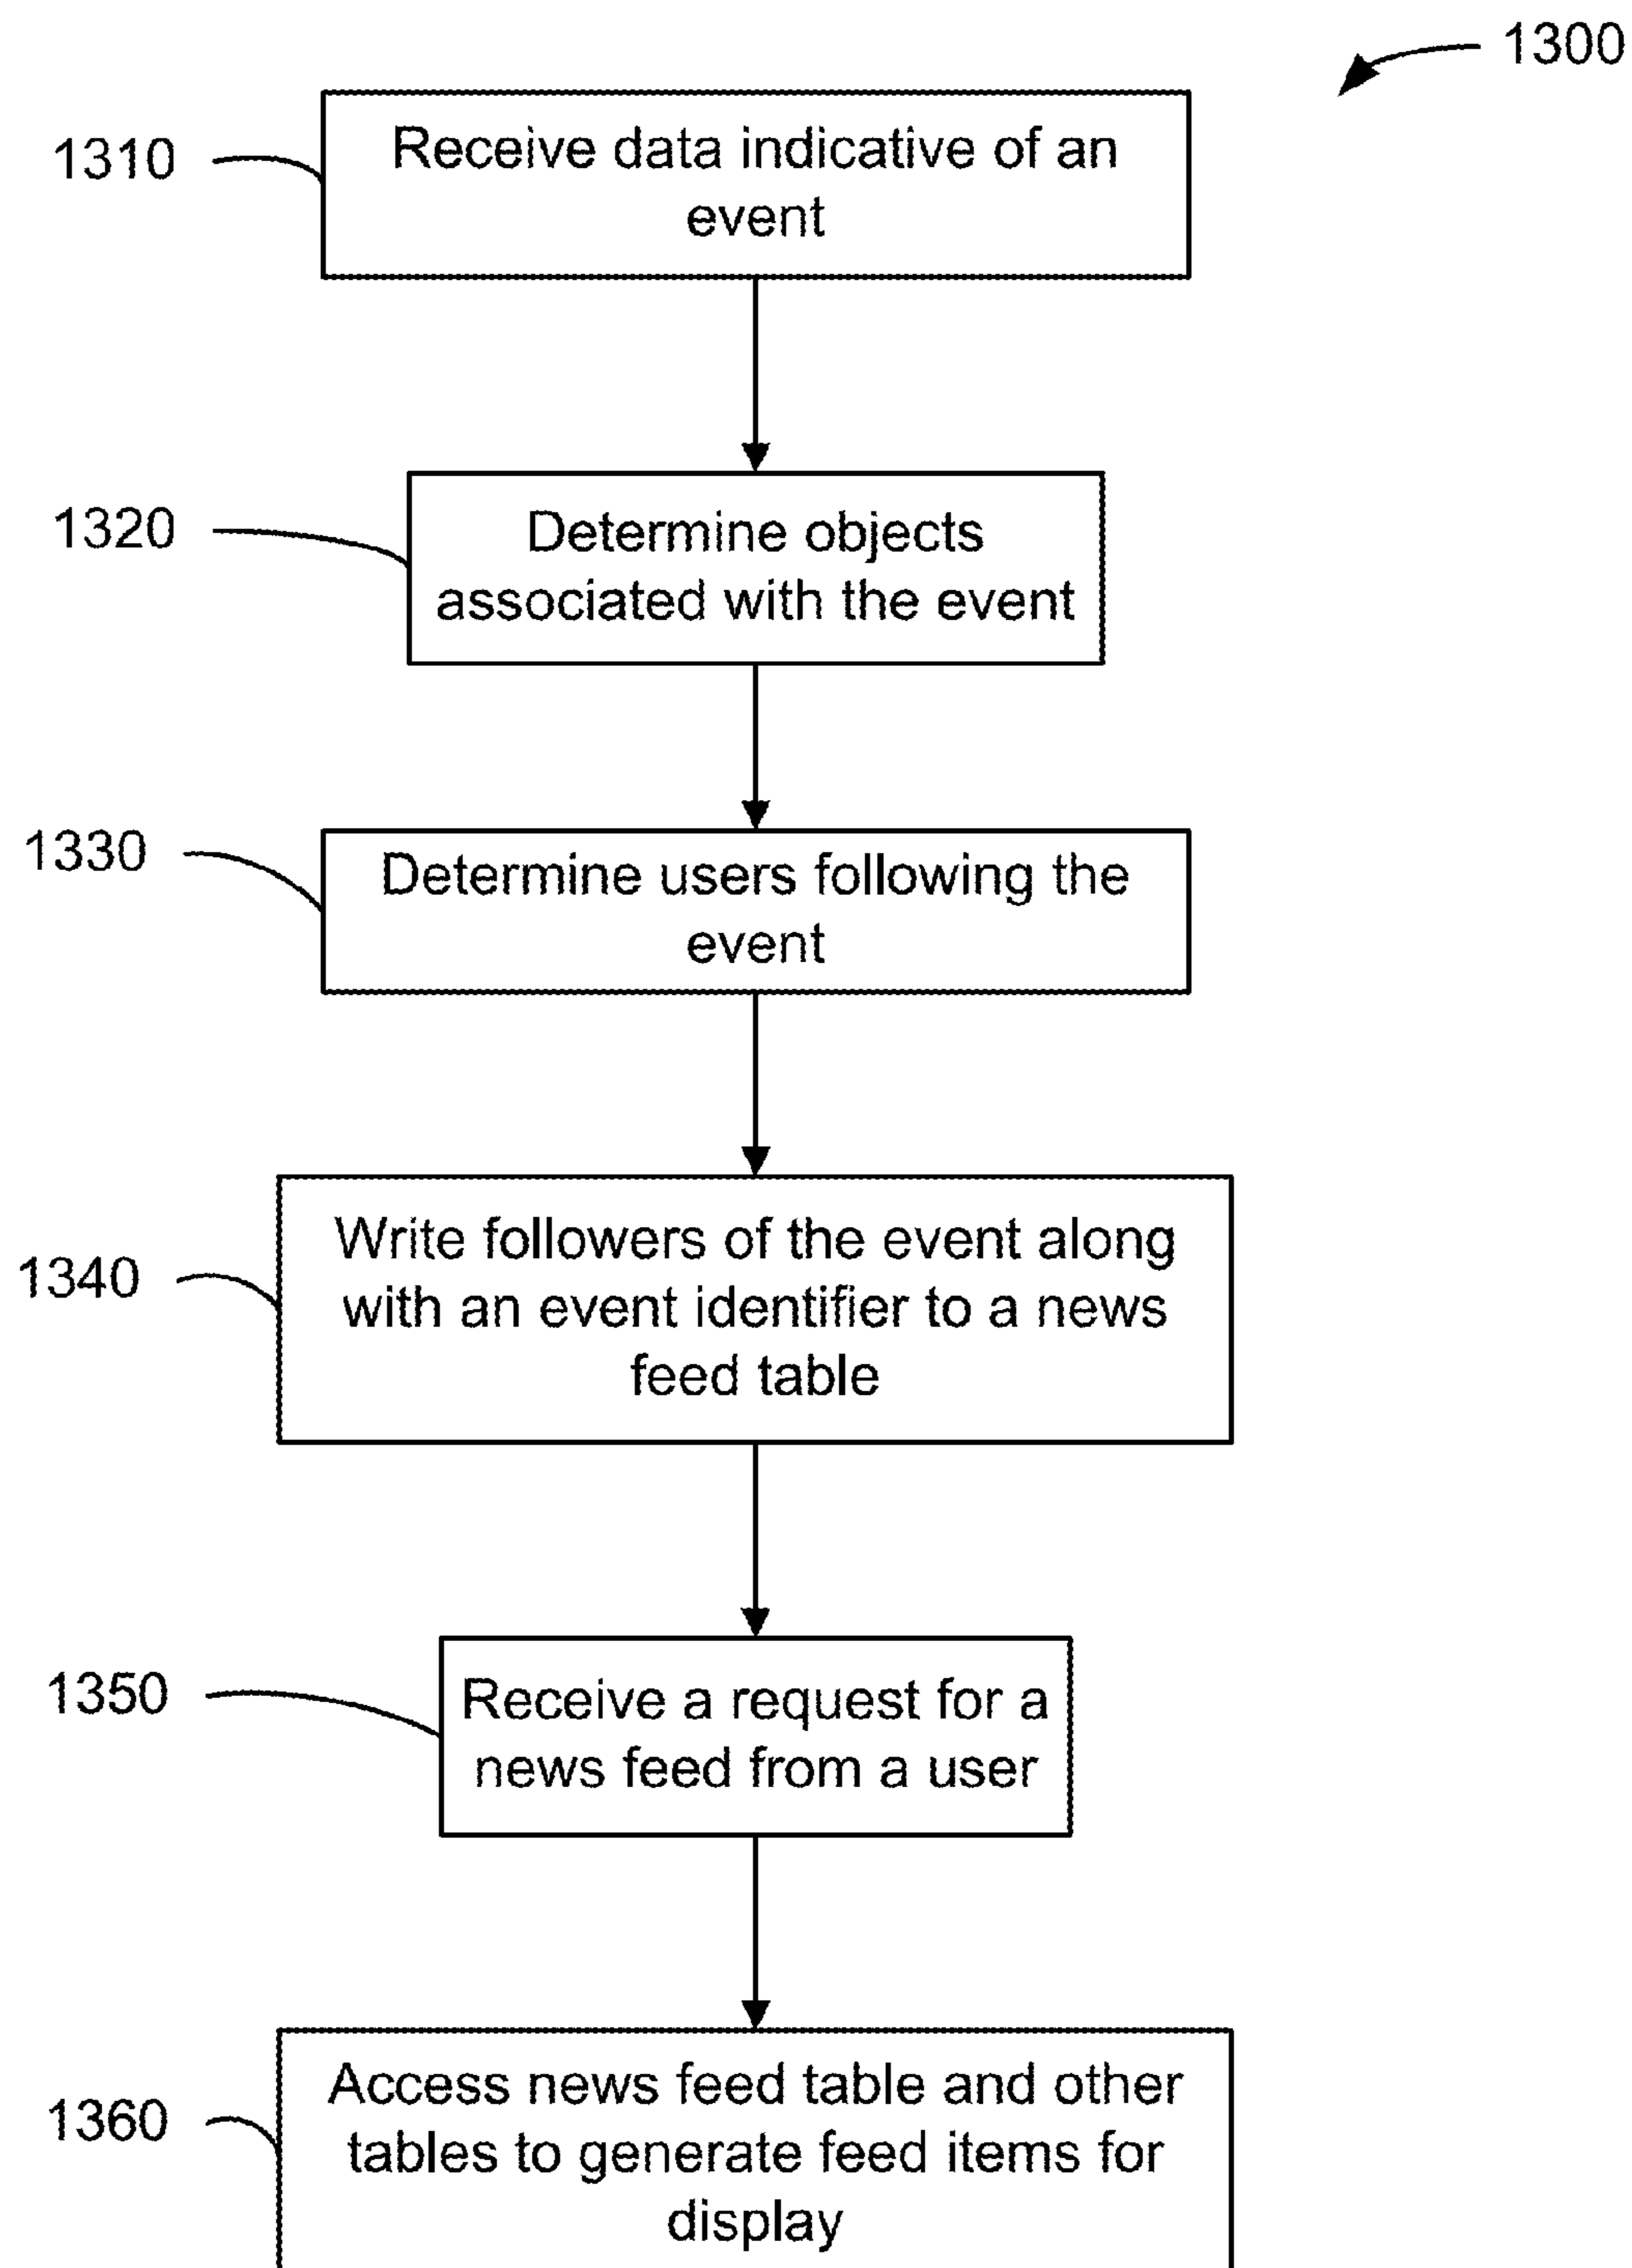 1300
1310
Receive data indicative of an
event
1320
Determine objects
associated with the event
1330
Determine users following the
event
1340
Write followers of the event along
with an event identifier to a news
feed table
1350
Receive a request for a
news feed from a user
1360
Access news feed table and other
tables to generate feed items for
display